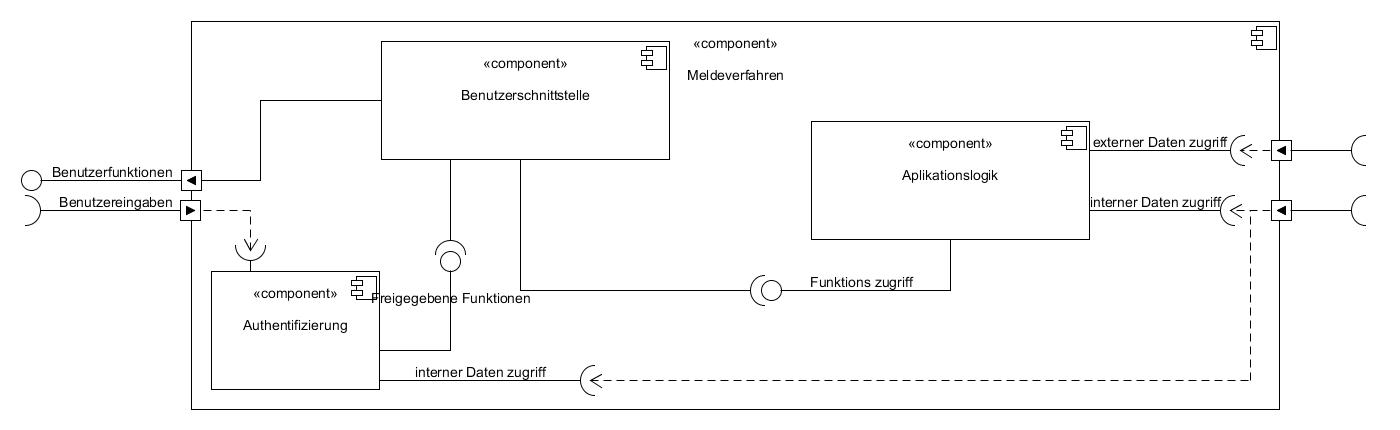 «component»
Meldeverfahren
«component»
Benutzerschnittstelle
«component»
Aplikationslogik
externer Daten zugriff
interner Daten zugriff
Benutzerfunktionen
Benutzereingaben
Funktions zugriff
«component»
Authentifizierung
Freigegebene Funktionen
interner Daten zugriff